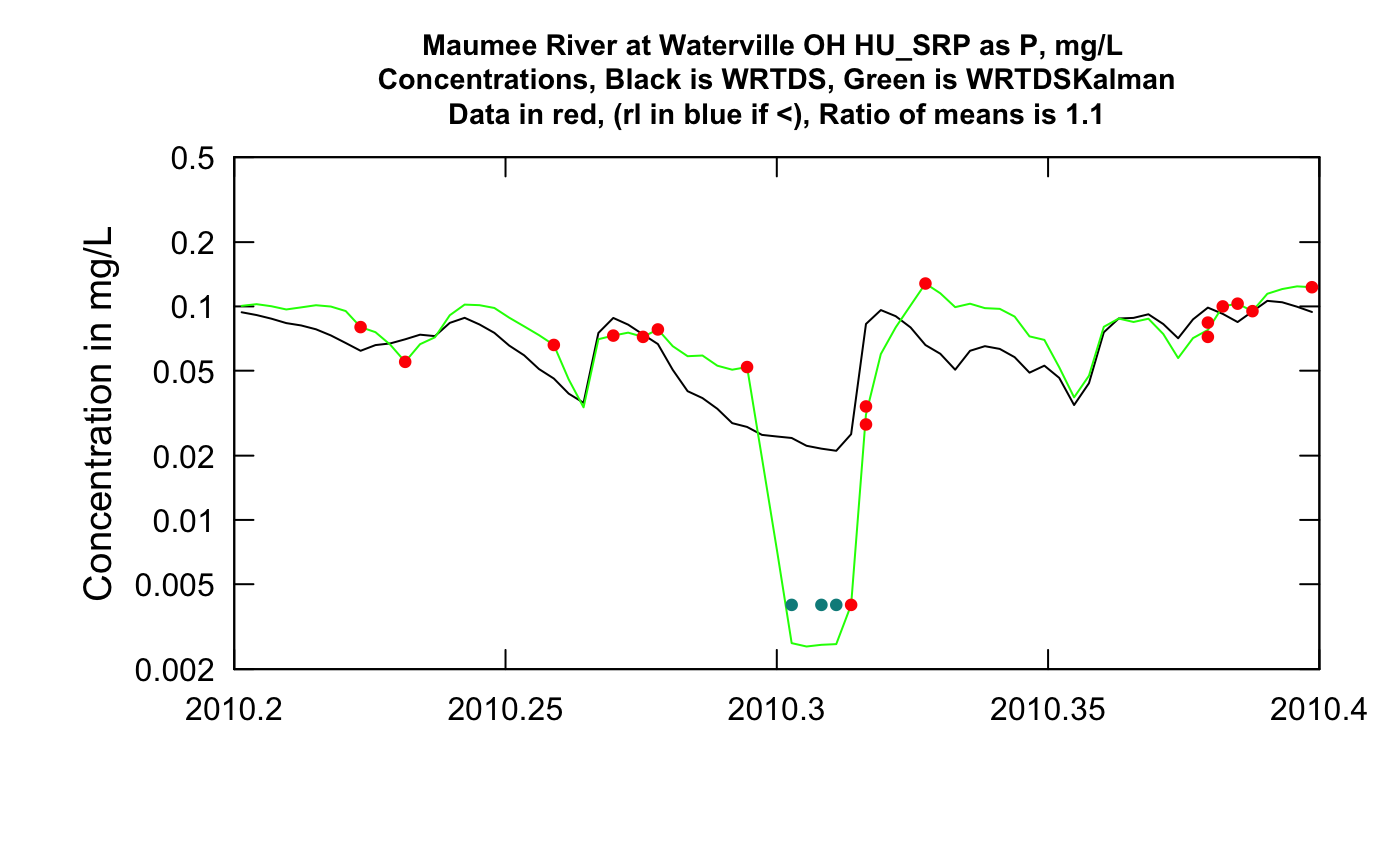 Maumee River at Waterville OH HU_SRP as P, mg/L
Concentrations, Black is WRTDS, Green is WRTDSKalman
Data in red, (rl in blue if <), Ratio of means is 1.1
Concentration in mg/L
0.5
0.2
0.1
0.05
0.02
0.01
0.005
0.002
2010.2 2010.25 2010.3 2010.35 2010.4